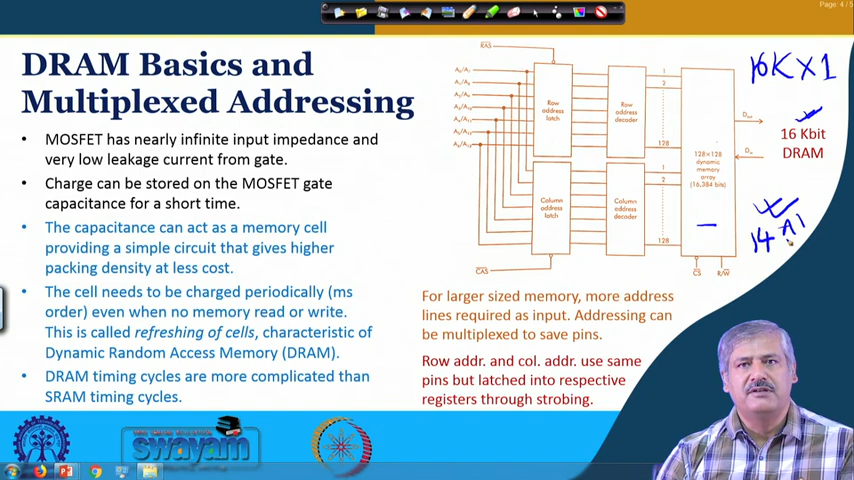 Page: 4 / 5
DRAM Basics and
Multiplexed Addressing
• MOSFET has nearly infinite input impedance and
very low leakage current from gate.
• Charge can be stored on the MOSFET gate
capacitance for a short time.
• The capacitance can act as a memory cell
providing a simple circuit that gives higher
packing density at less cost.
• The cell needs to be charged periodically (ms
order) even when no memory read or write.
This is called refreshing of cells, characteristic of
Dynamic Random Access Memory (DRAM).
• DRAM timing cycles are more complicated than
SRAM timing cycles.
RAS
Row
address
latch
Row
address
decoder
1
2
128
Column
address
latch
Column
address
decoder
1
2
128
CAS
128×128
dynamic
memory
array
(16,384 bits)
Dout
Din
CS R/W
16K X 1
16 Kbit
DRAM
14 Al
For larger sized memory, more address
lines required as input. Addressing can
be multiplexed to save pins.
Row addr. and col. addr. use same
pins but latched into respective
registers through strobing.
swayam